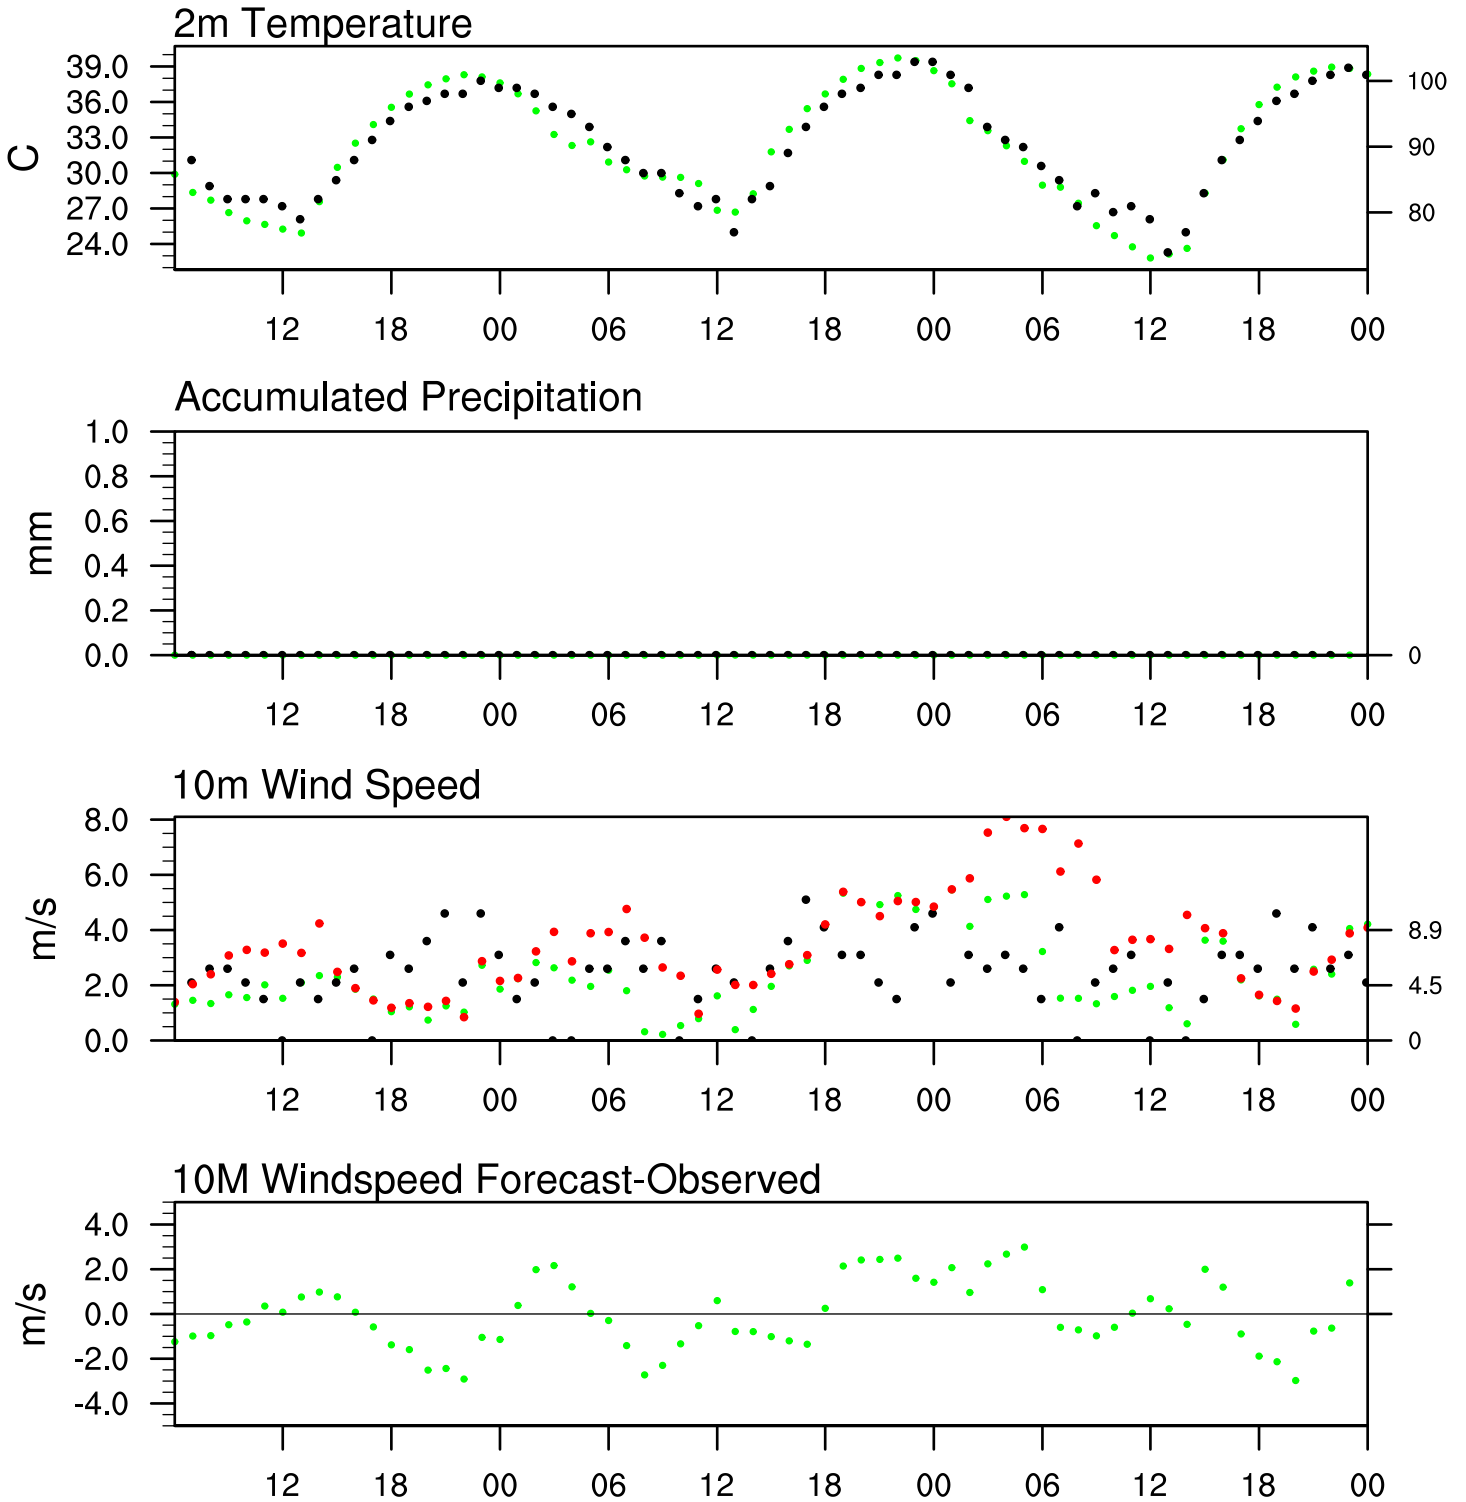 2m Temperature
39.0
36.0
33.0
30.0
27.0
24.0
C
100
90
80
12 18 00 06 12 18 00 06 12 18 00
Accumulated Precipitation
1.0
0.8
0.6
0.4
0.2
0.0
mm
0
12 18 00 06 12 18 00 06 12 18 00
10m Wind Speed
8.0
6.0
4.0
2.0
0.0
m/s
8.9
4.5
0
12 18 00 06 12 18 00 06 12 18 00
10M Windspeed Forecast-Observed
4.0
2.0
0.0
-2.0
-4.0
m/s
12 18 00 06 12 18 00 06 12 18 00